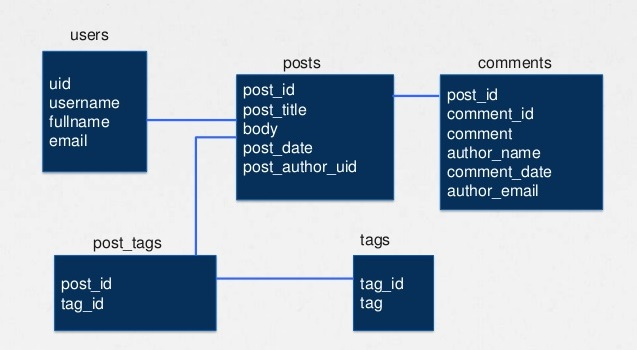 users
uid
username
fullname
email
posts
post_id
post_title
body
post_date
post_author_uid
comments
post_id
comment_id
comment
author_name
comment_date
author_email
post_tags
post_id
tag_id
tags
tag_id
tag